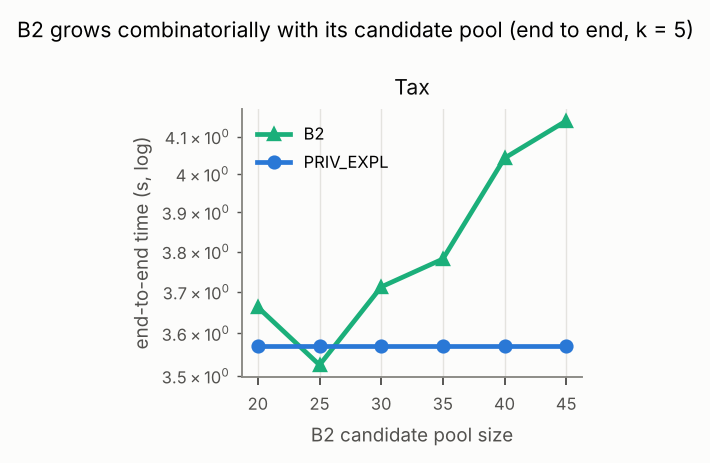 B2 grows combinatorially with its candidate pool (end to end, k = 5)
Tax
B2
PRIV_EXPL
end-to-end time (s, log)
4.1 × 10⁰
4 × 10⁰
3.9 × 10⁰
3.8 × 10⁰
3.7 × 10⁰
3.6 × 10⁰
3.5 × 10⁰
20 25 30 35 40 45
B2 candidate pool size